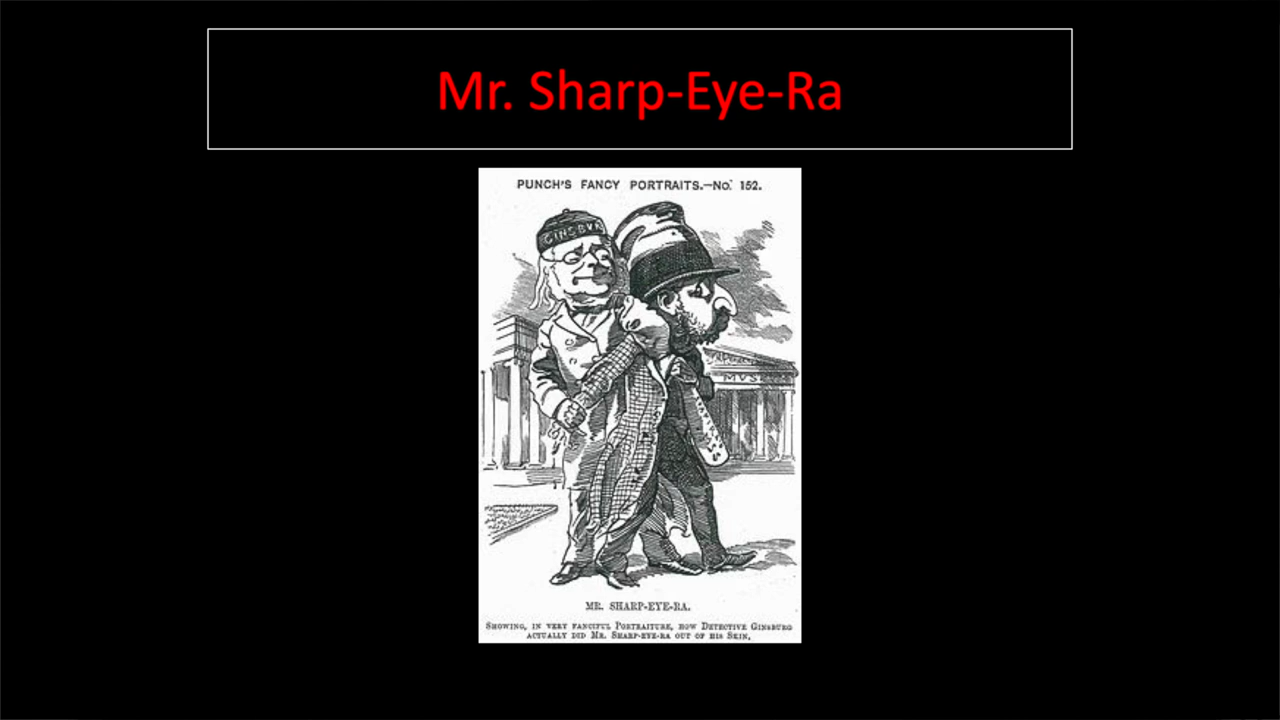 Mr. Sharp-Eye-Ra
PUNCH'S FANCY PORTRAITS.—No. 152.
GINSBUR
MUS
MR. SHARP-EYE-RA.
SHOWING, IN VERY FANCIFUL PORTRAITURE, HOW DETECTIVE GINSBURG
ACTUALLY DID MR. SHARP-EYE-RA OUT OF HIS SKIN.